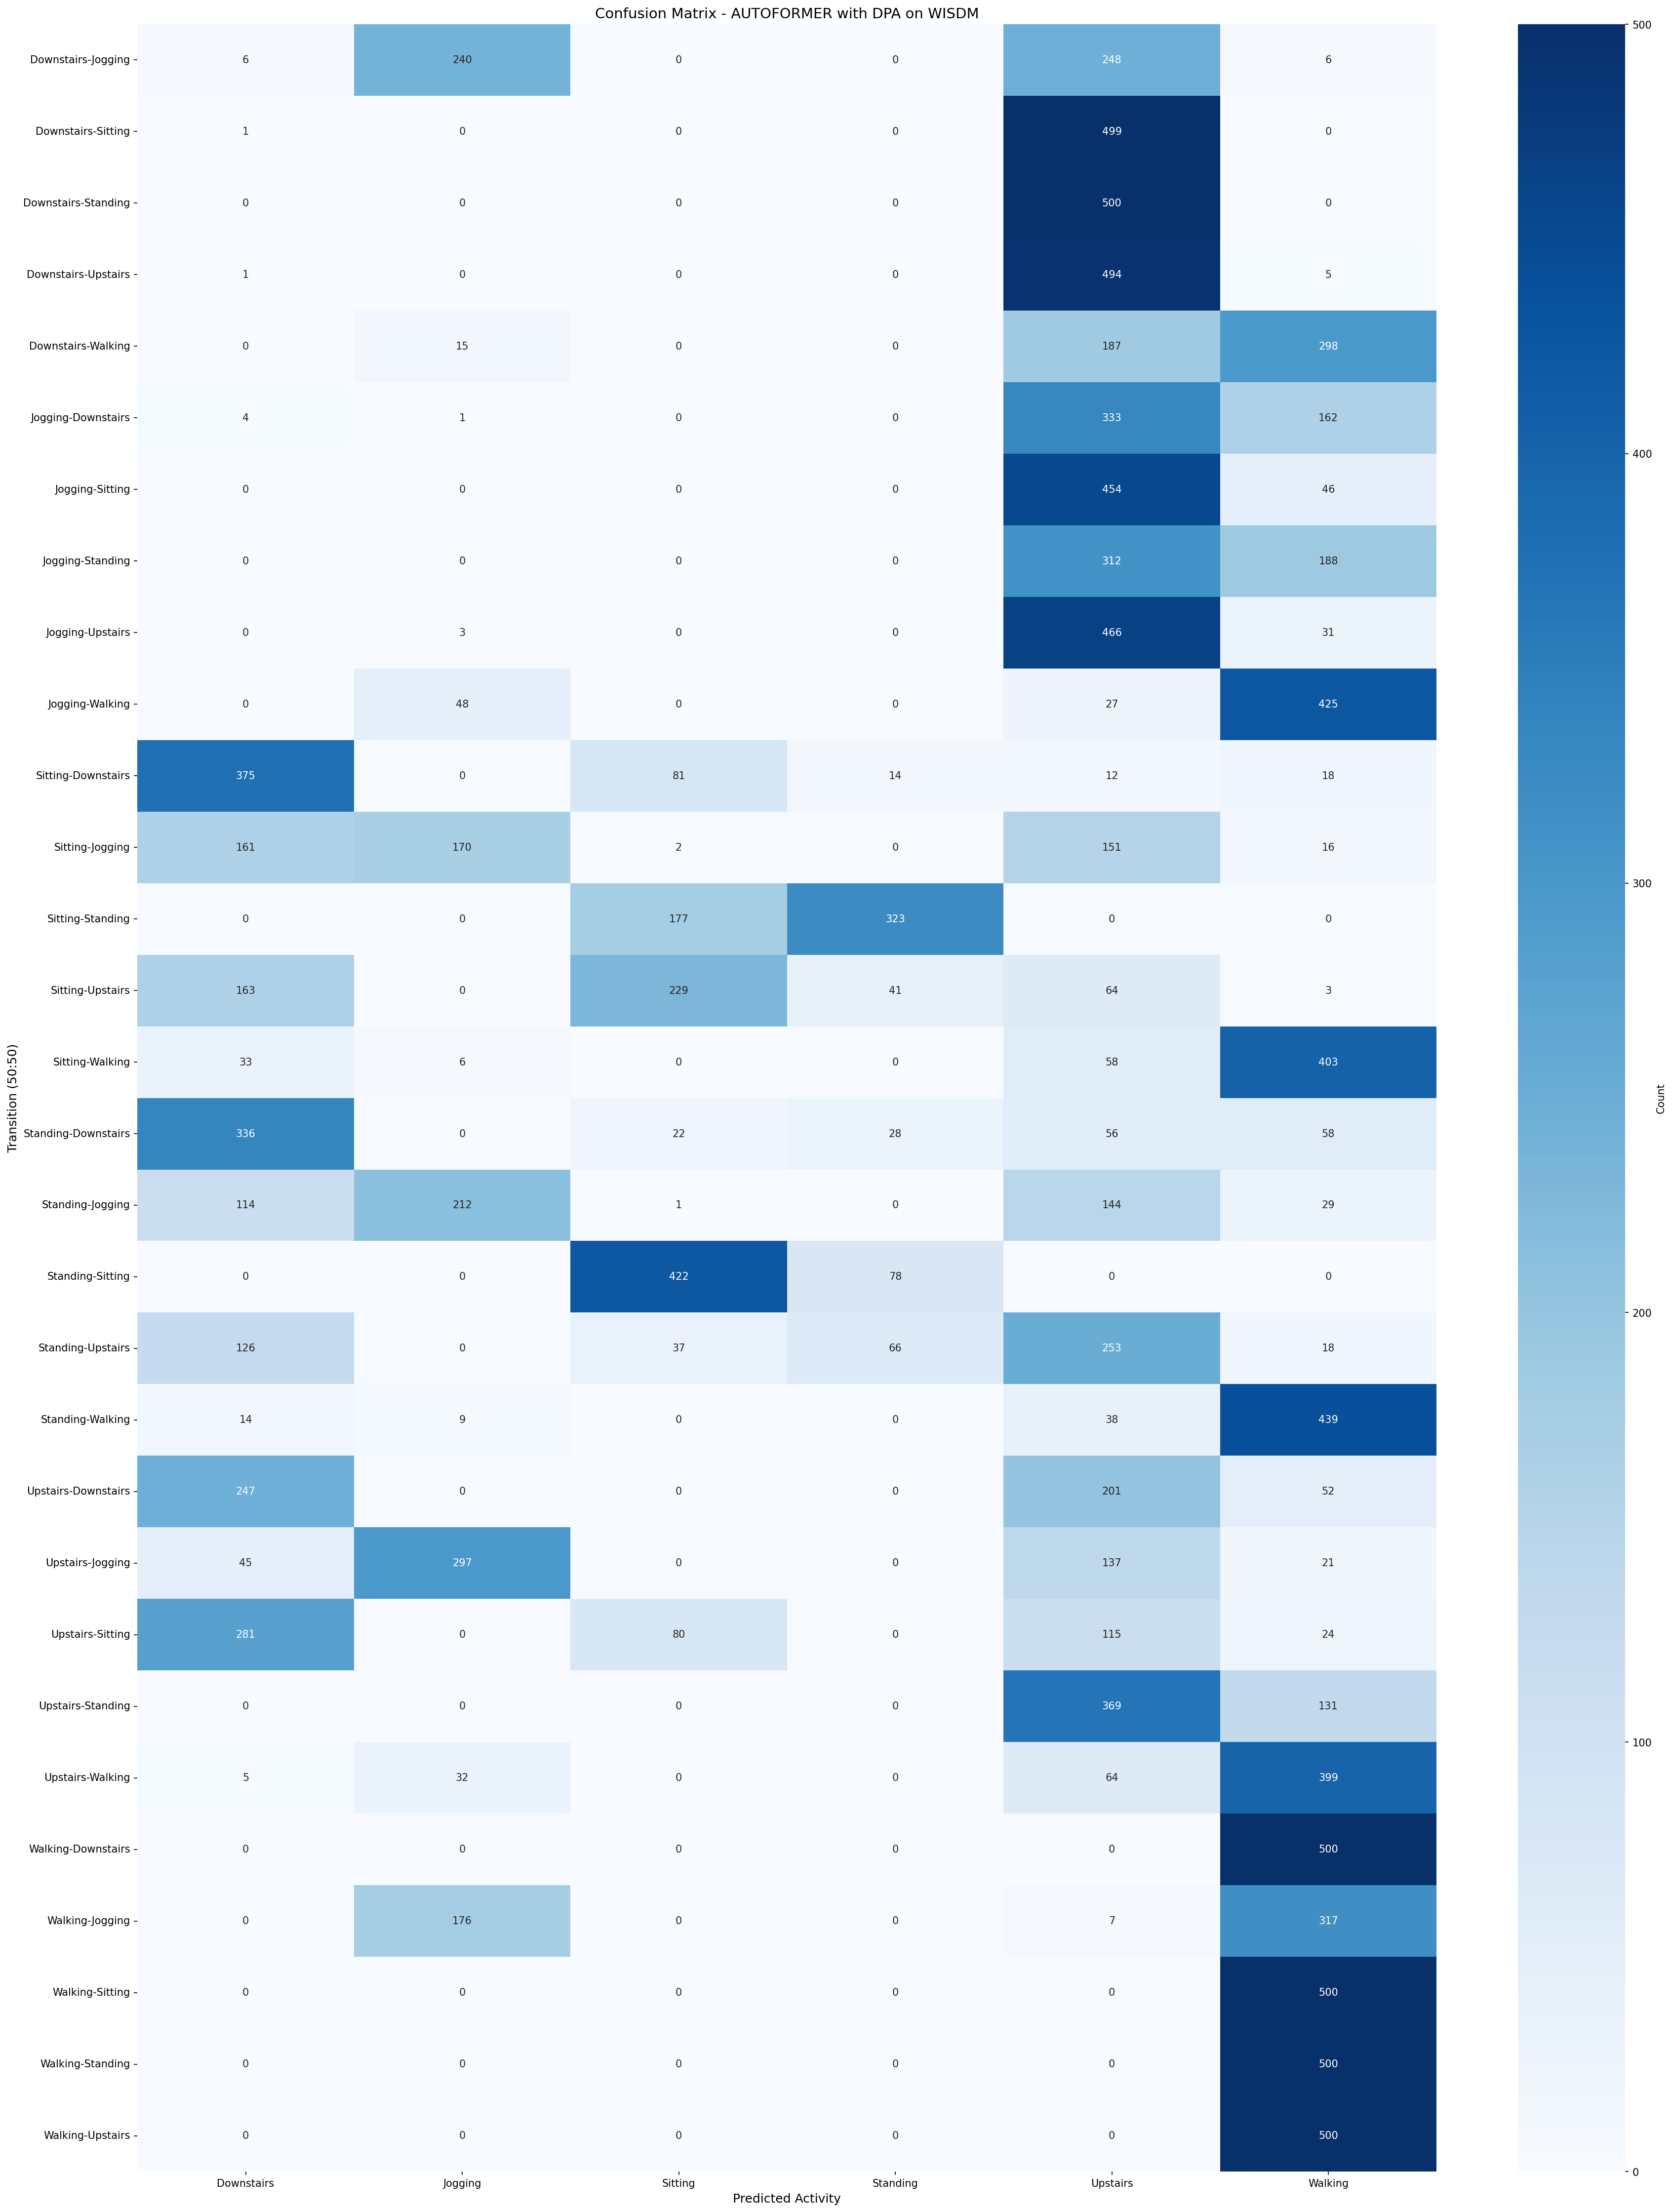 Confusion Matrix - AUTOFORMER with DPA on WISDM
Downstairs-Jogging 6 240 0 0 248 6
Downstairs-Sitting 1 0 0 0 499 0
Downstairs-Standing 0 0 0 0 500 0
Downstairs-Upstairs 1 0 0 0 494 5
Downstairs-Walking 0 15 0 0 187 298
Jogging-Downstairs 4 1 0 0 333 162
Jogging-Sitting 0 0 0 0 454 46
Jogging-Standing 0 0 0 0 312 188
Jogging-Upstairs 0 3 0 0 466 31
Jogging-Walking 0 48 0 0 27 425
Sitting-Downstairs 375 0 81 14 12 18
Sitting-Jogging 161 170 2 0 151 16
Sitting-Standing 0 0 177 323 0 0
Sitting-Upstairs 163 0 229 41 64 3
Sitting-Walking 33 6 0 0 58 403
Standing-Downstairs 336 0 22 28 56 58
Standing-Jogging 114 212 1 0 144 29
Standing-Sitting 0 0 422 78 0 0
Standing-Upstairs 126 0 37 66 253 18
Standing-Walking 14 9 0 0 38 439
Upstairs-Downstairs 247 0 0 0 201 52
Upstairs-Jogging 45 297 0 0 137 21
Upstairs-Sitting 281 0 80 0 115 24
Upstairs-Standing 0 0 0 0 369 131
Upstairs-Walking 5 32 0 0 64 399
Walking-Downstairs 0 0 0 0 0 500
Walking-Jogging 0 176 0 0 7 317
Walking-Sitting 0 0 0 0 0 500
Walking-Standing 0 0 0 0 0 500
Walking-Upstairs 0 0 0 0 0 500
Downstairs Jogging Sitting Standing Upstairs Walking
Predicted Activity
Transition (50:50)
500
400
300
200
100
0
Count